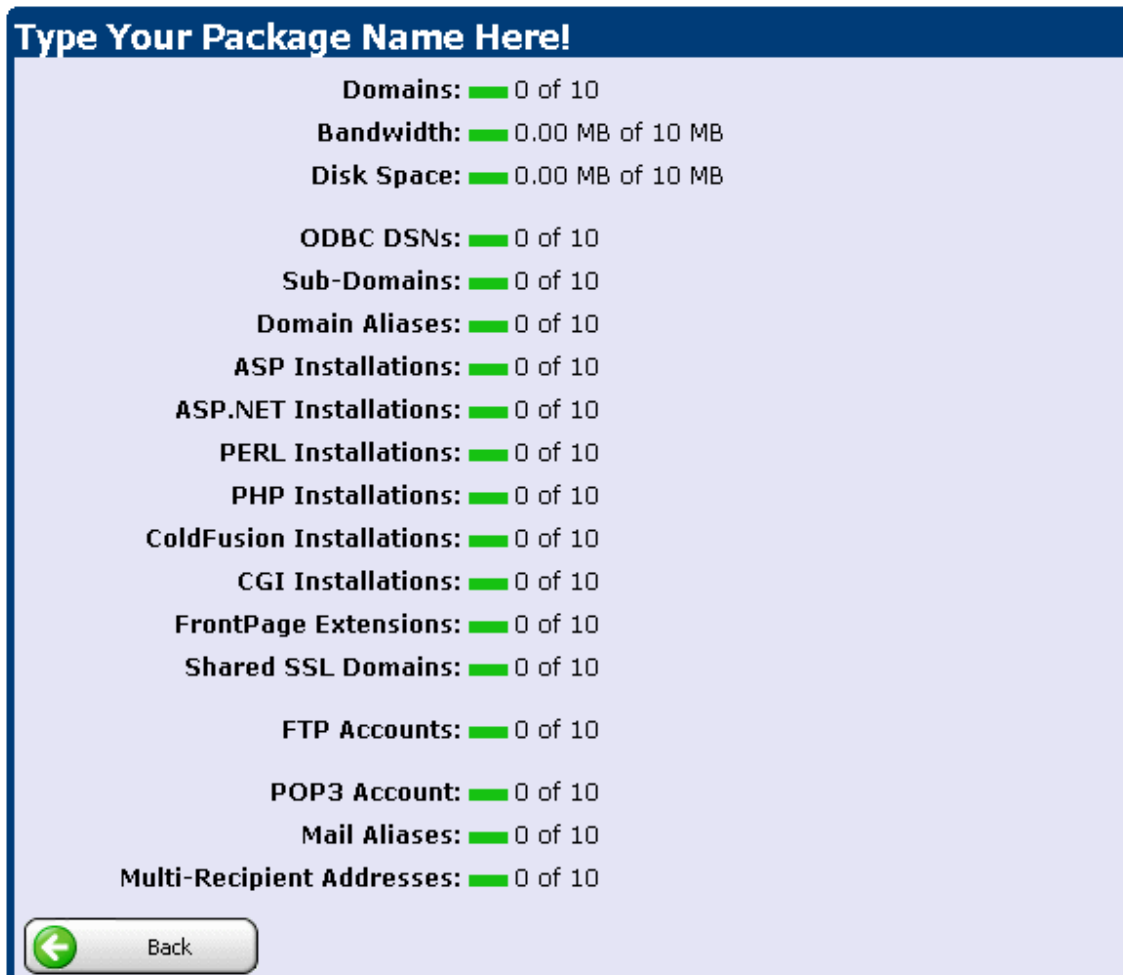 Type Your Package Name Here!
Domains: 0 of 10
Bandwidth: 0.00 MB of 10 MB
Disk Space: 0.00 MB of 10 MB
ODBC DSNs: 0 of 10
Sub-Domains: 0 of 10
Domain Aliases: 0 of 10
ASP Installations: 0 of 10
ASP.NET Installations: 0 of 10
PERL Installations: 0 of 10
PHP Installations: 0 of 10
ColdFusion Installations: 0 of 10
CGI Installations: 0 of 10
FrontPage Extensions: 0 of 10
Shared SSL Domains: 0 of 10
FTP Accounts: 0 of 10
POP3 Account: 0 of 10
Mail Aliases: 0 of 10
Multi-Recipient Addresses: 0 of 10
Back